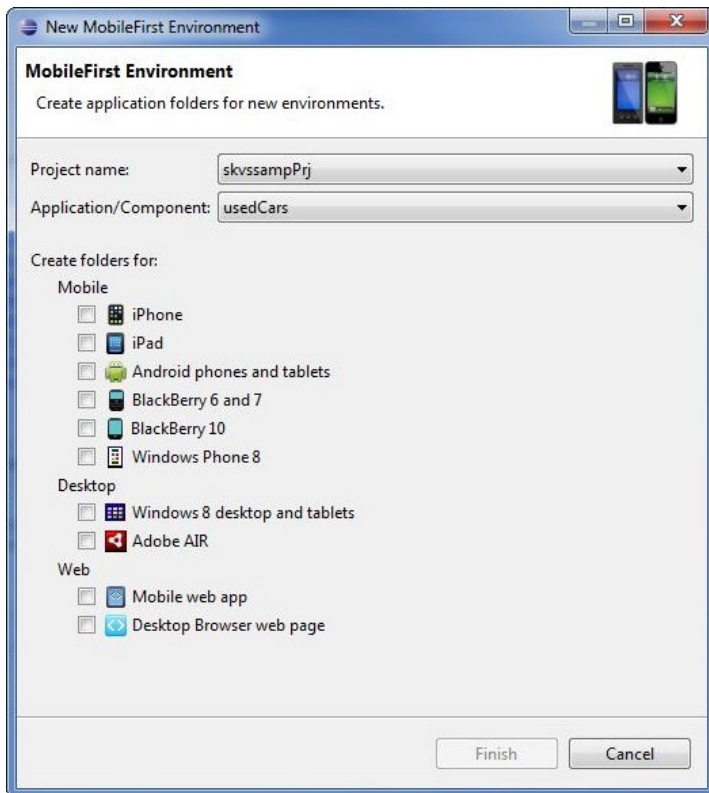 New MobileFirst Environment
MobileFirst Environment
Create application folders for new environments.
Project name: skvssampPrj
Application/Component: usedCars
Create folders for:
Mobile
iPhone
iPad
Android phones and tablets
BlackBerry 6 and 7
BlackBerry 10
Windows Phone 8
Desktop
Windows 8 desktop and tablets
Adobe AIR
Web
Mobile web app
Desktop Browser web page
Finish Cancel